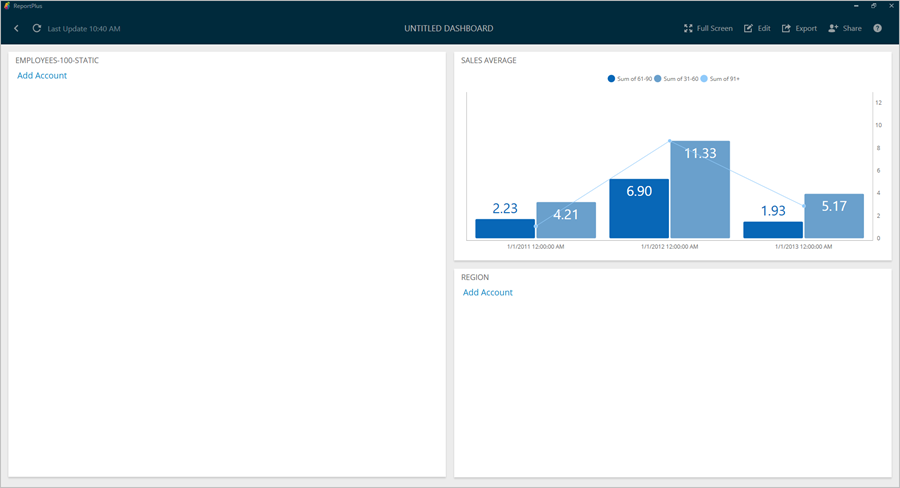 ReportPlus
Last Update 10:40 AM
UNTITLED DASHBOARD
Full Screen
Edit
Export
Share
?
EMPLOYEES-100-STATIC
Add Account
SALES AVERAGE
Sum of 61-90 Sum of 31-60 Sum of 91+
12
10
8
6
4
2
0
2.23
4.21
6.90
11.33
1.93
5.17
1/1/2011 12:00:00 AM
1/1/2012 12:00:00 AM
1/1/2013 12:00:00 AM
REGION
Add Account